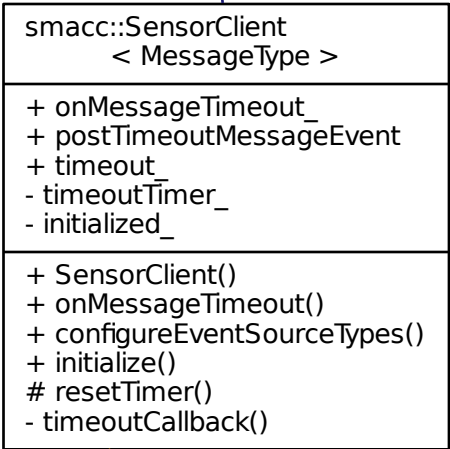 smacc::SensorClient
< MessageType >
+ onMessageTimeout_
+ postTimeoutMessageEvent
+ timeout_
- timeoutTimer_
- initialized_
+ SensorClient()
+ onMessageTimeout()
+ configureEventSourceTypes()
+ initialize()
# resetTimer()
- timeoutCallback()